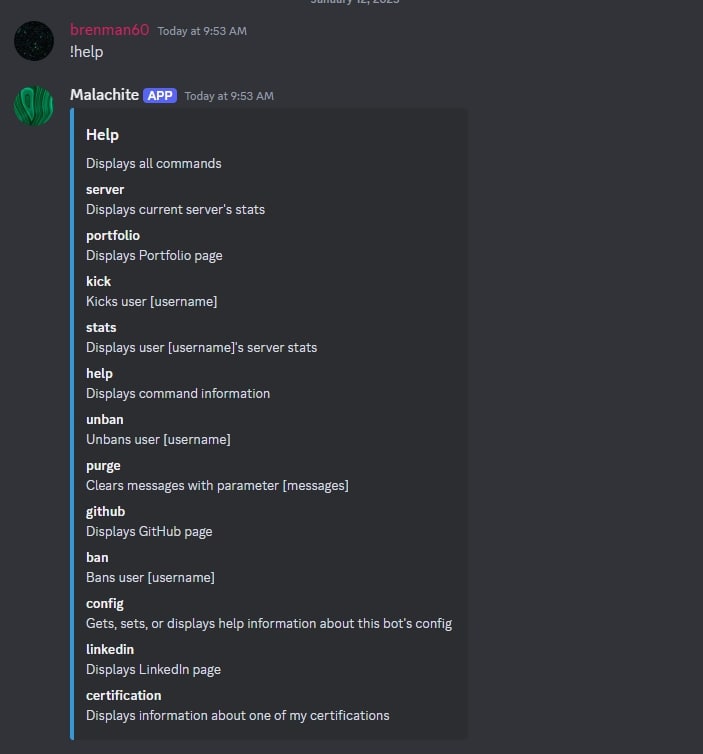 January 12, 2025
brenman60 Today at 9:53 AM
!help
Malachite APP Today at 9:53 AM
Help
Displays all commands
server
Displays current server's stats
portfolio
Displays Portfolio page
kick
Kicks user [username]
stats
Displays user [username]'s server stats
help
Displays command information
unban
Unbans user [username]
purge
Clears messages with parameter [messages]
github
Displays GitHub page
ban
Bans user [username]
config
Gets, sets, or displays help information about this bot's config
linkedin
Displays LinkedIn page
certification
Displays information about one of my certifications